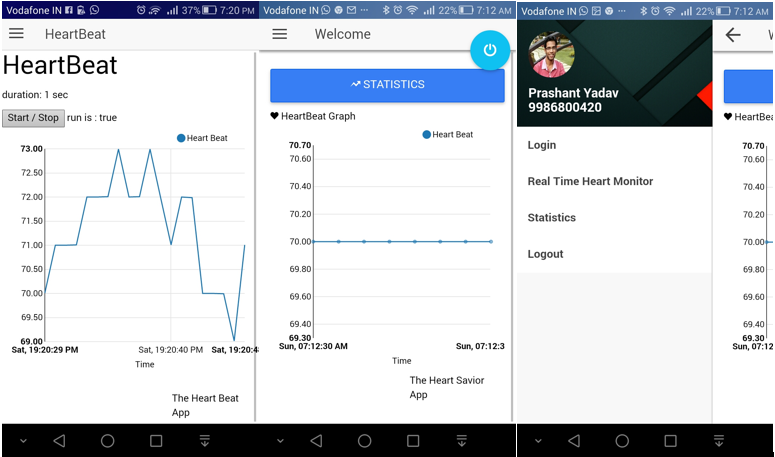 Vodafone IN 37% 7:20 PM
HeartBeat
HeartBeat
duration: 1 sec
Start / Stop run is : true
Heart Beat
73.00
72.50
72.00
71.50
71.00
70.50
70.00
69.50
69.00
Sat, 19:20:29 PM Sat, 19:20:40 PM Sat, 19:20:4
Time
The Heart Beat
App
Vodafone IN 22% 7:12 AM
Welcome
STATISTICS
HeartBeat Graph
Heart Beat
70.70
70.60
70.40
70.20
70.00
69.80
69.60
69.40
69.30
Sun, 07:12:30 AM Sun, 07:12:3
Time
The Heart Savior
App
Vodafone IN 22% 7:12 AM
Prashant Yadav
9986800420
Login
Real Time Heart Monitor
Statistics
Logout
W
HeartBea
70.70
70.60
70.40
70.20
70.00
69.80
69.60
69.40
69.30
Sun, 07:12